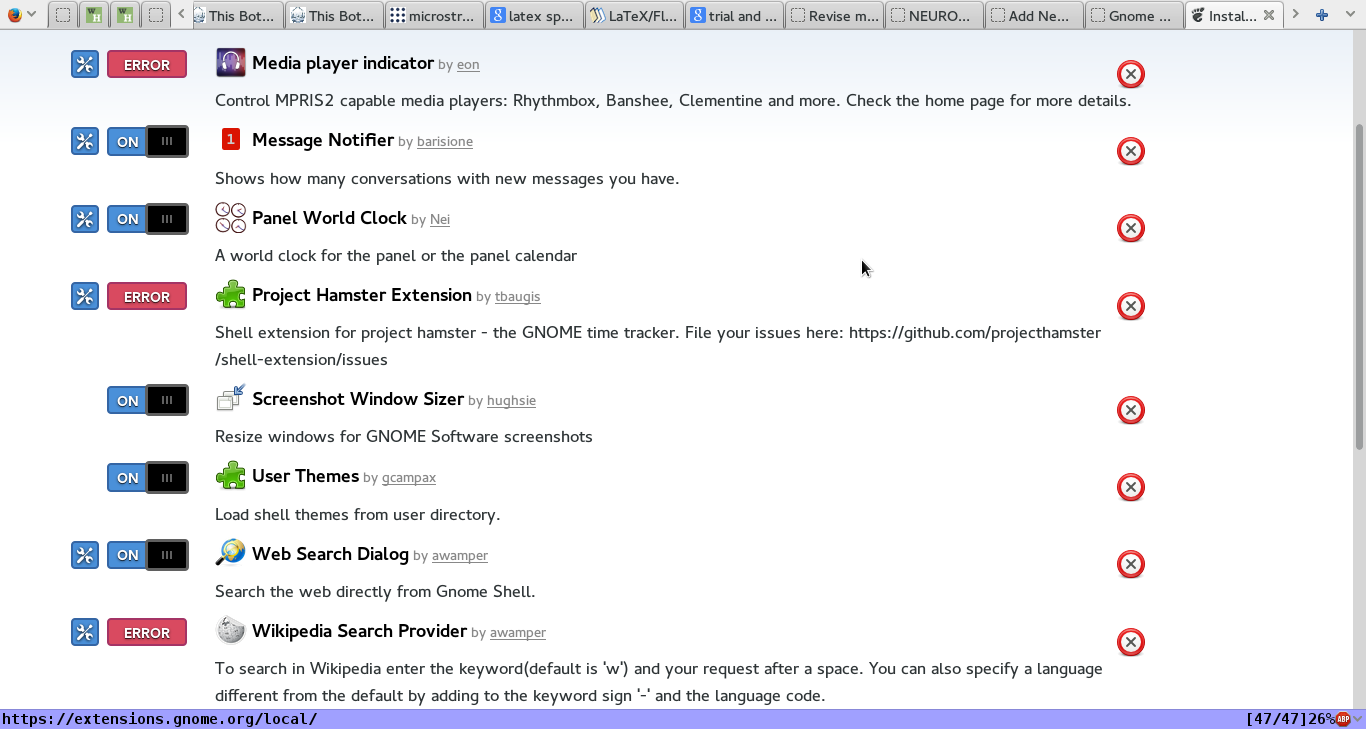 This Bot... This Bot... microstr... latex sp... LaTeX/Fl... trial and ... Revise m... NEURO... Add Ne... Gnome ... Instal...
ERROR Media player indicator by eon
Control MPRIS2 capable media players: Rhythmbox, Banshee, Clementine and more. Check the home page for more details.
ON 1 Message Notifier by barisione
Shows how many conversations with new messages you have.
ON Panel World Clock by Nei
A world clock for the panel or the panel calendar
ERROR Project Hamster Extension by tbaugis
Shell extension for project hamster - the GNOME time tracker. File your issues here: https://github.com/projecthamster
/shell-extension/issues
ON Screenshot Window Sizer by hughsie
Resize windows for GNOME Software screenshots
ON User Themes by gcampax
Load shell themes from user directory.
ON Web Search Dialog by awamper
Search the web directly from Gnome Shell.
ERROR Wikipedia Search Provider by awamper
To search in Wikipedia enter the keyword(default is 'w') and your request after a space. You can also specify a language
different from the default by adding to the keyword sign '-' and the language code.
https://extensions.gnome.org/local/ [47/47]26% ABP